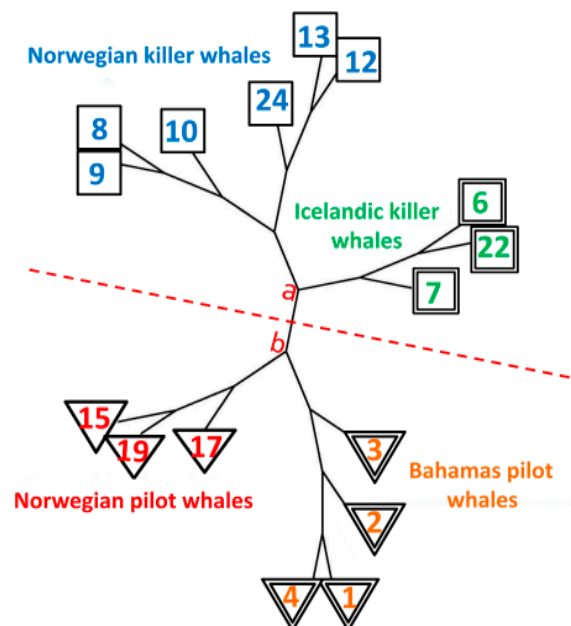 13
Norwegian killer whales
12
24
8
10
9
6
Icelandic killer
whales
22
7
a
b
15
3
17
19
Bahamas pilot
whales
Norwegian pilot whales
2
4
1